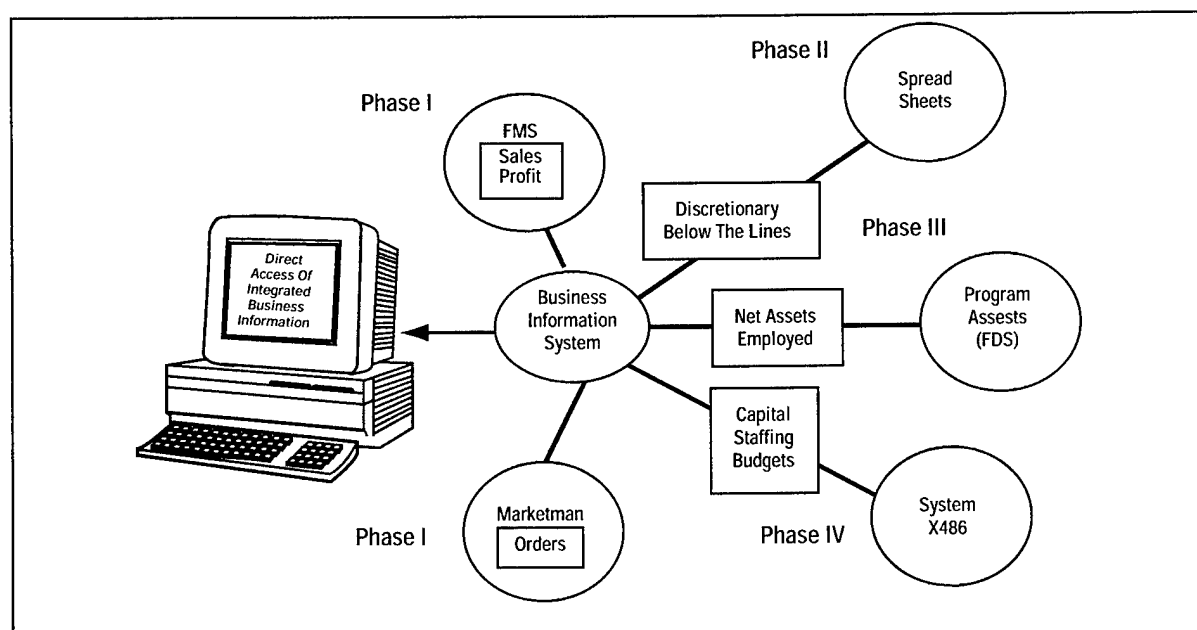 Phase II
Spread
Sheets
Phase I
FMS
Sales
Profit
Discretionary
Below The Lines
Phase III
Direct
Access Of
Integrated
Business
Information
Business
Information
System
Net Assets
Employed
Program
Assests
(FDS)
Capital
Staffing
Budgets
Marketman
Orders
Phase I
Phase IV
System
X486